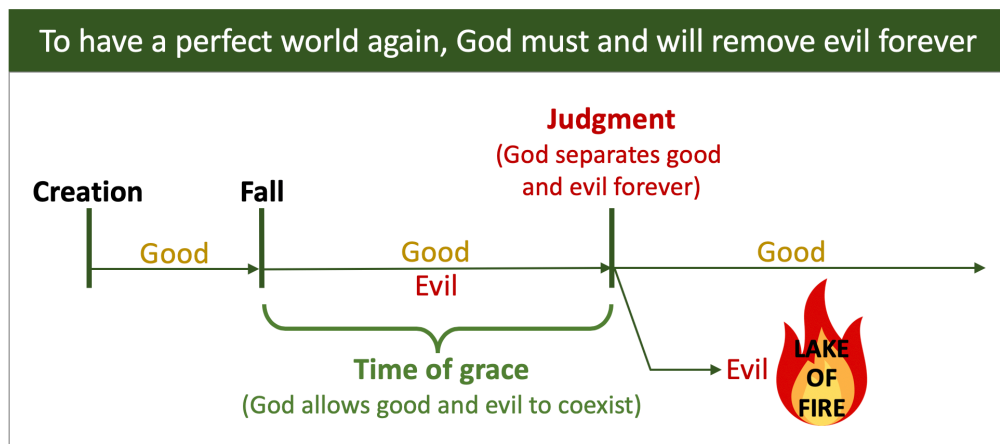 To have a perfect world again, God must and will remove evil forever
Judgment
(God separates good
and evil forever)
Creation
Fall
Good
Good
Good
Evil
Time of grace
(God allows good and evil to coexist)
Evil
LAKE
OF
FIRE